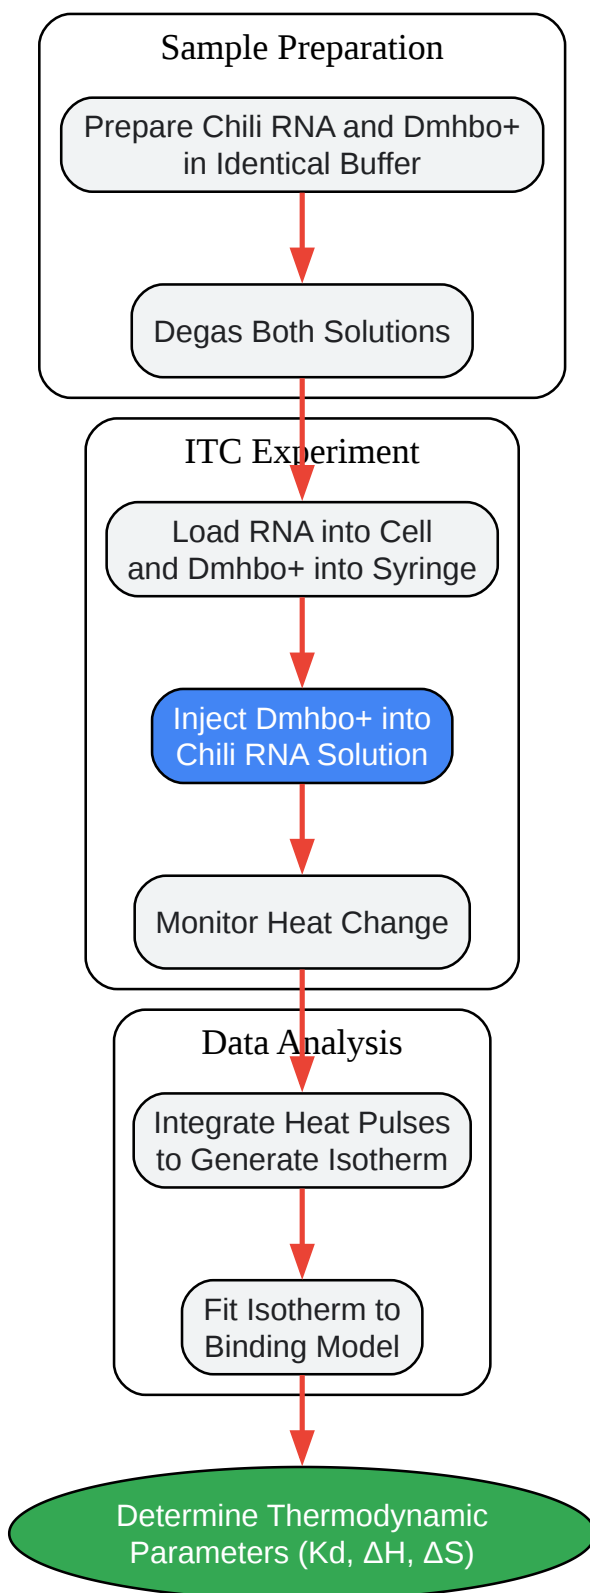 Sample Preparation
Prepare Chili RNA and Dmhbo+
in Identical Buffer
Degas Both Solutions
ITC Experiment
Load RNA into Cell
and Dmhbo+ into Syringe
Inject Dmhbo+ into
Chili RNA Solution
Monitor Heat Change
Data Analysis
Integrate Heat Pulses
to Generate Isotherm
Fit Isotherm to
Binding Model
Determine Thermodynamic
Parameters (Kd, ΔH, ΔS)